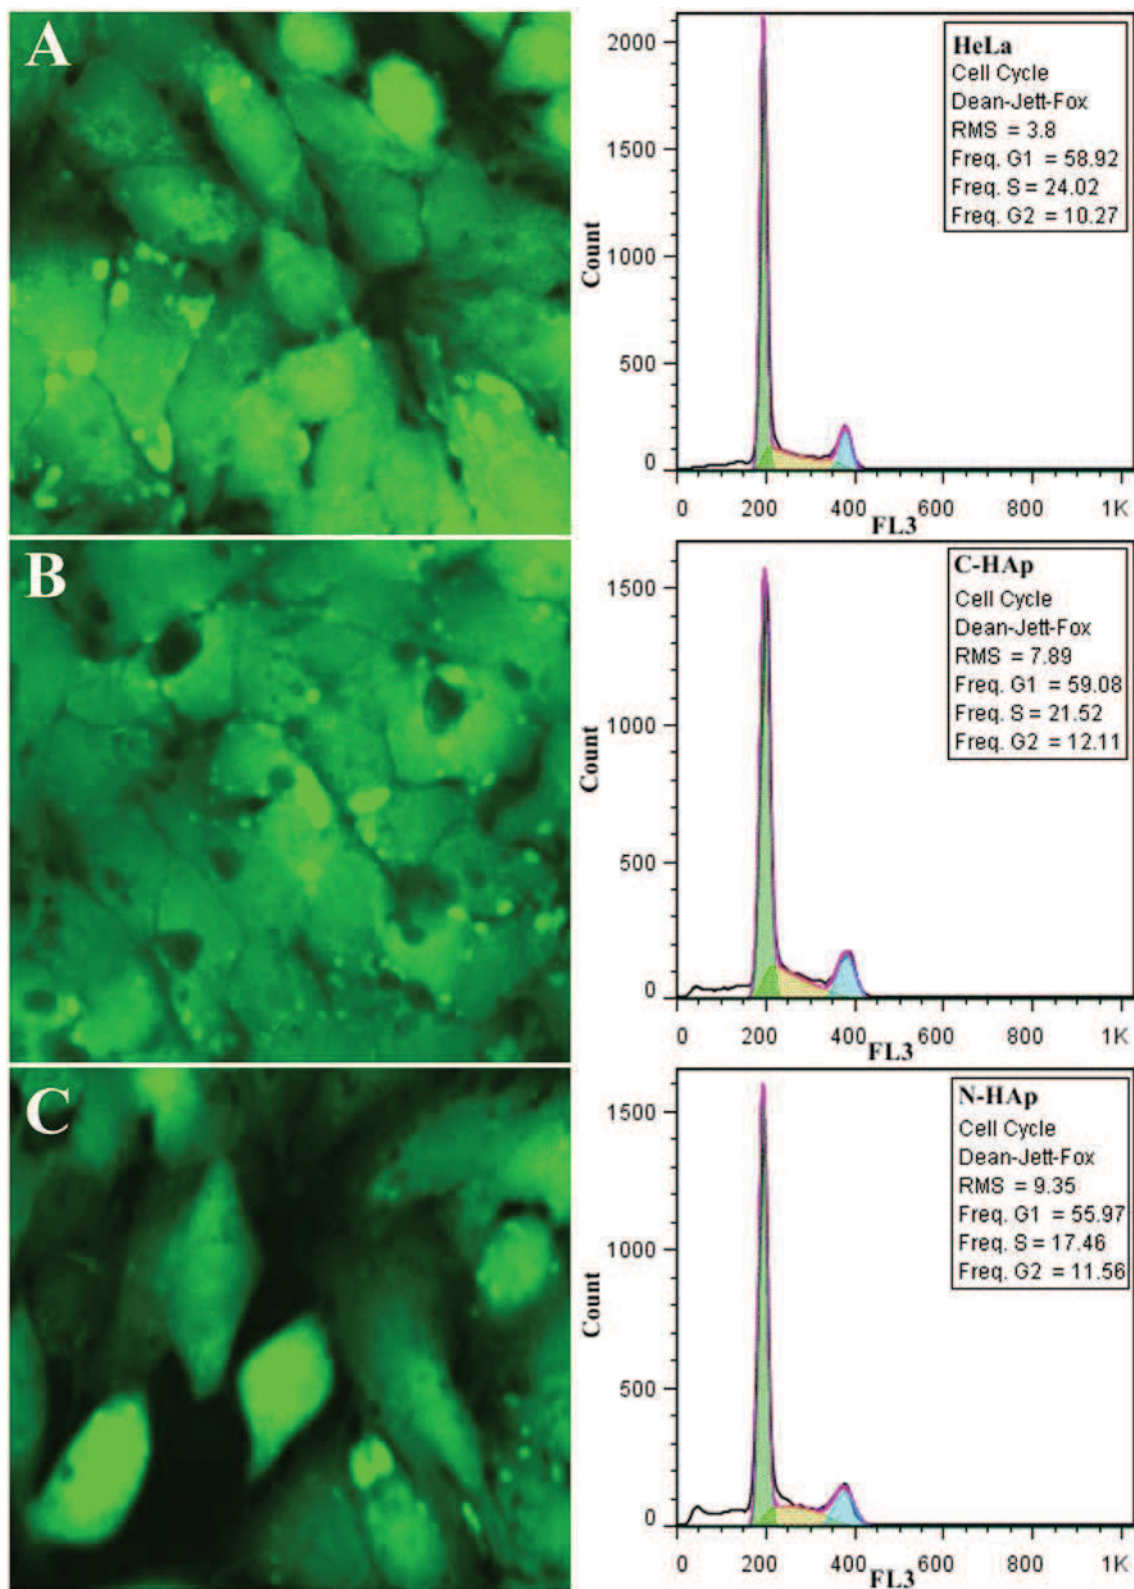 A
2000
1500
1000
500
0
Count
HeLa
Cell Cycle
Dean-Jett-Fox
RMS = 3.8
Freq. G1 = 58.92
Freq. S = 24.02
Freq. G2 = 10.27
0 200 400 600 800 1K
FL3
B
1500
1000
500
0
Count
C-HAp
Cell Cycle
Dean-Jett-Fox
RMS = 7.89
Freq. G1 = 59.08
Freq. S = 21.52
Freq. G2 = 12.11
0 200 400 600 800 1K
FL3
C
1500
1000
500
0
Count
N-HAp
Cell Cycle
Dean-Jett-Fox
RMS = 9.35
Freq. G1 = 55.97
Freq. S = 17.46
Freq. G2 = 11.56
0 200 400 600 800 1K
FL3